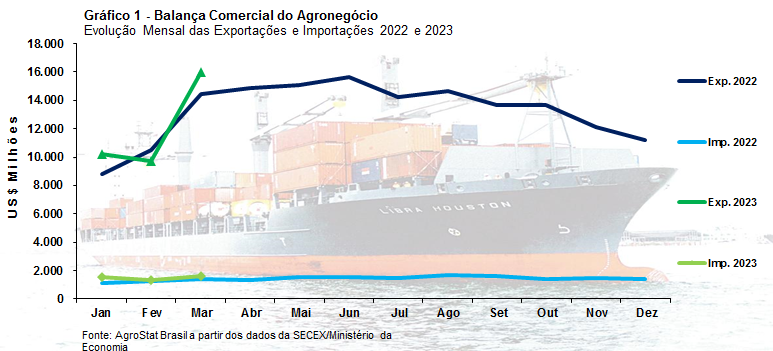 Gráfico 1 - Balança Comercial do Agronegócio
Evolução Mensal das Exportações e Importações 2022 e 2023
18.000
16.000
14.000
12.000
10.000
8.000
6.000
4.000
2.000
0
US$ Milhões
Jan Fev Mar Abr Mai Jun Jul Ago Set Out Nov Dez
Exp. 2022
Imp. 2022
Exp. 2023
Imp. 2023
LIBRA HOUSTON
Fonte: AgroStat Brasil a partir dos dados da SECEX/Ministério da
Economia